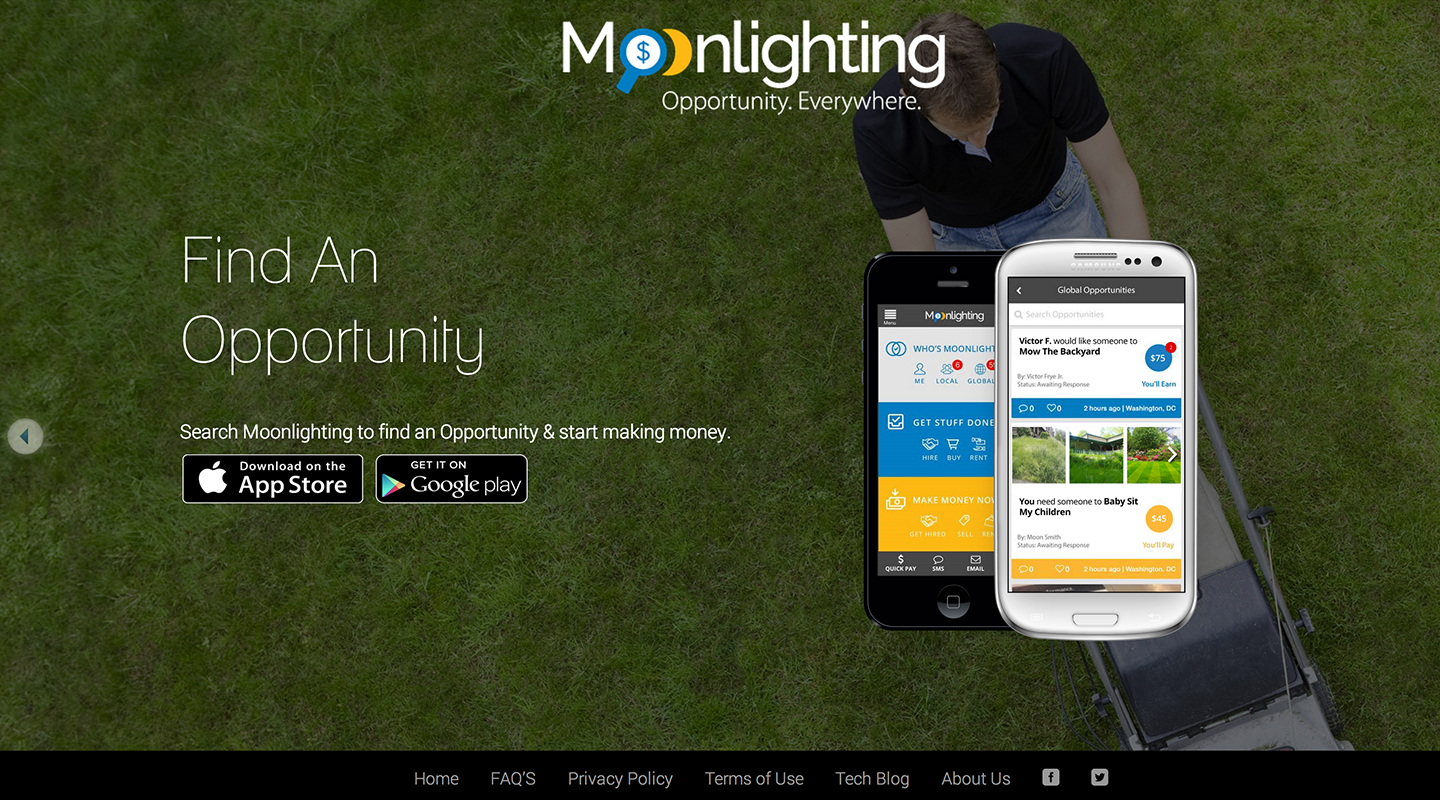 Moonlighting
Opportunity. Everywhere.
Find An
Opportunity
Search Moonlighting to find an Opportunity & start making money.
Download on the
App Store
GET IT ON
Google play
Menu
Moonlighting
WHO'S MOONLIGHT
6
ME
LOCAL
GLOBAL
GET STUFF DONE
HIRE
BUY
RENT
MAKE MONEY NOW
GET HIRED
SELL
QUICK PAY
SMS
EMAIL
SAMSUNG
Global Opportunities
Search Opportunities
Victor F. would like someone to
Mow The Backyard
$75
By: Victor Frye Jr.
Status: Awaiting Response
You'll Earn
0
0
2 hours ago | Washington, DC
You need someone to Baby Sit
My Children
$45
By: Moon Smith
Status: Awaiting Response
You'll Pay
0
0
2 hours ago | Washington, DC
Home
FAQ'S
Privacy Policy
Terms of Use
Tech Blog
About Us